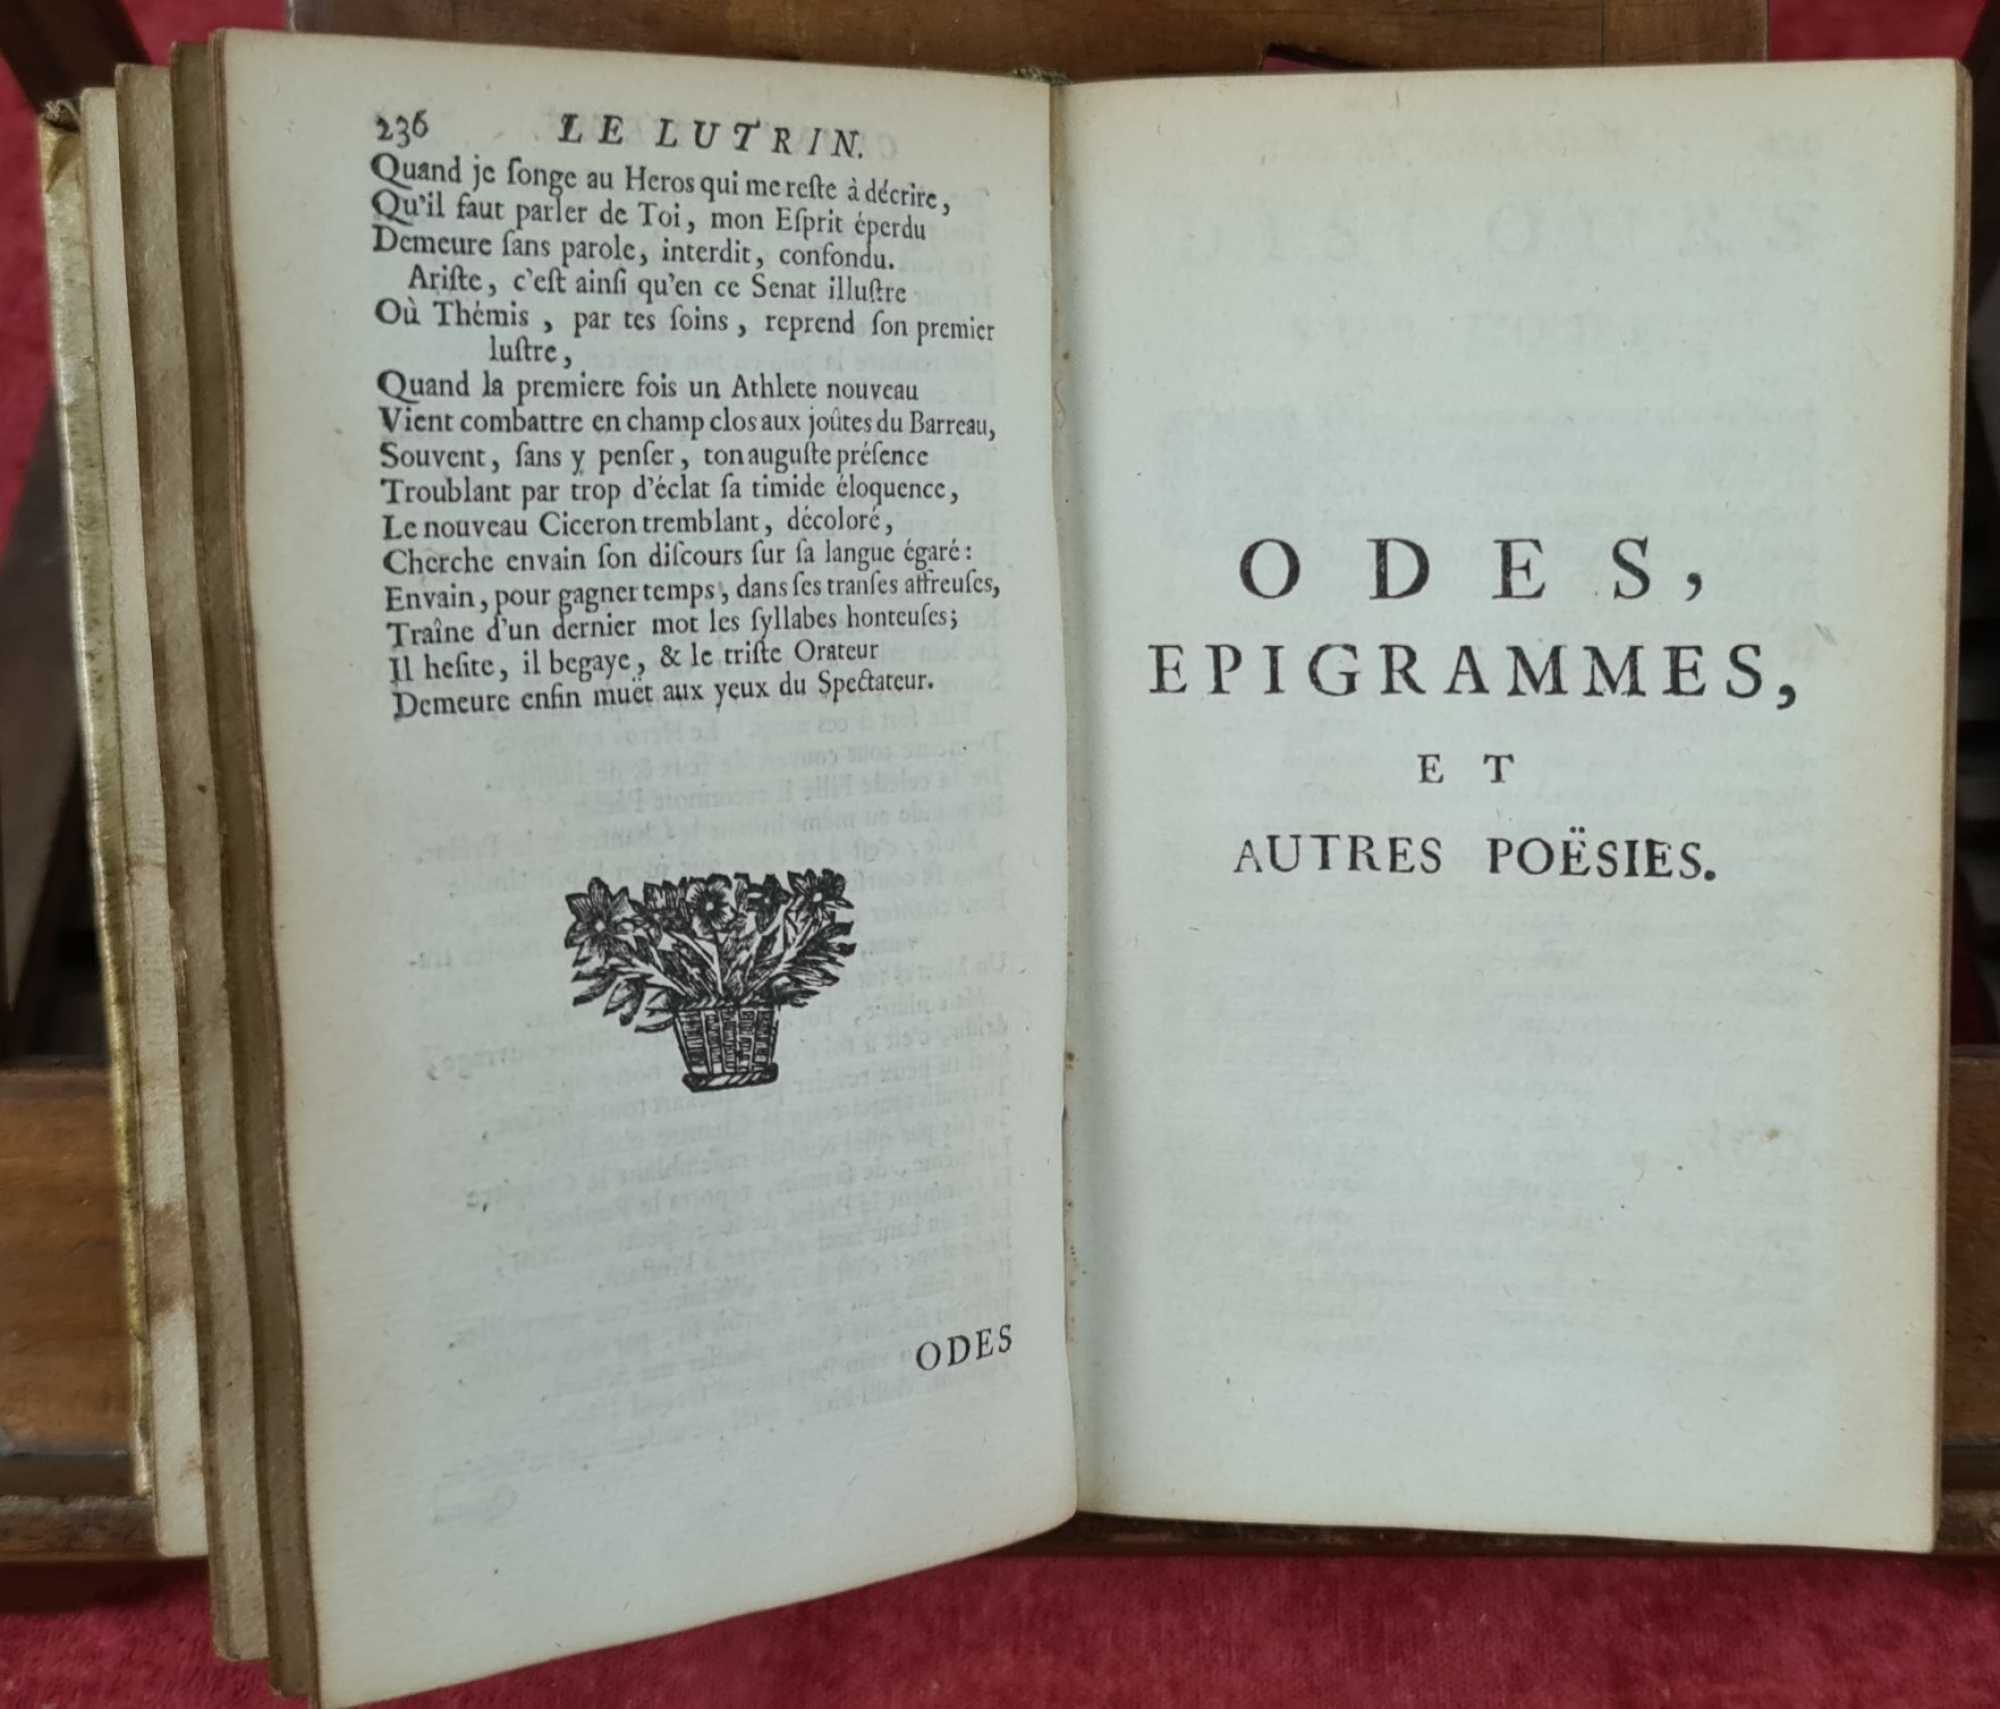 236 LE LUTRIN.
Quand je ſonge au Heros qui me reſte à décrire,
Qu'il faut parler de Toi, mon Eſprit éperdu
Demeure ſans parole, interdit, confondu.
Ariſte, c'eſt ainſi qu'en ce Senat illuſtre
Où Thémis, par tes ſoins, reprend ſon premier
luſtre,
Quand la premiere fois un Athlete nouveau
Vient combattre en champ clos aux joûtes du Barreau,
Souvent, ſans y penſer, ton auguſte préſence
Troublant par trop d'éclat ſa timide éloquence,
Le nouveau Ciceron tremblant, décoloré,
Cherche envain ſon diſcours ſur ſa langue égaré:
Envain, pour gagner temps, dans ſes tranſes affreuſes,
Traîne d'un dernier mot les ſyllabes honteuſes;
Il heſite, il begaye, & le triſte Orateur
Demeure enfin muët aux yeux du Spectateur.
ODES
ODES,
EPIGRAMMES,
ET
AUTRES POËSIES.